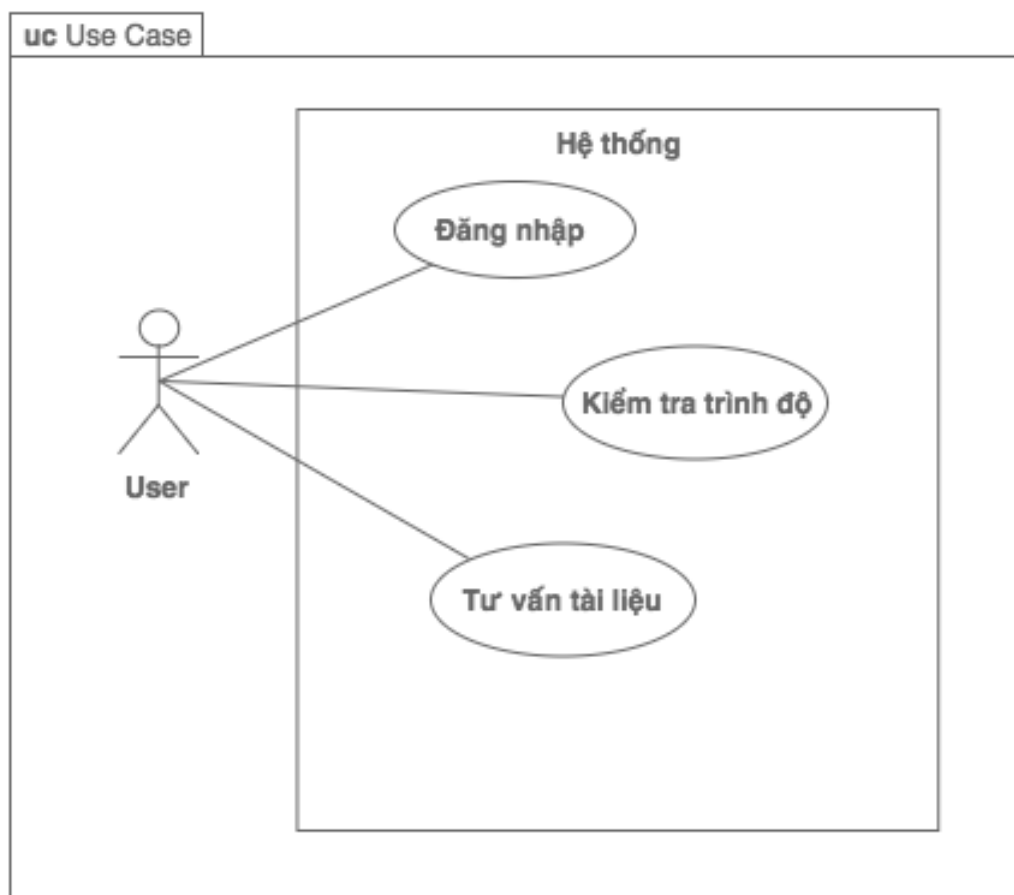 uc Use Case
Hệ thống
Đăng nhập
Kiểm tra trình độ
User
Tư vấn tài liệu